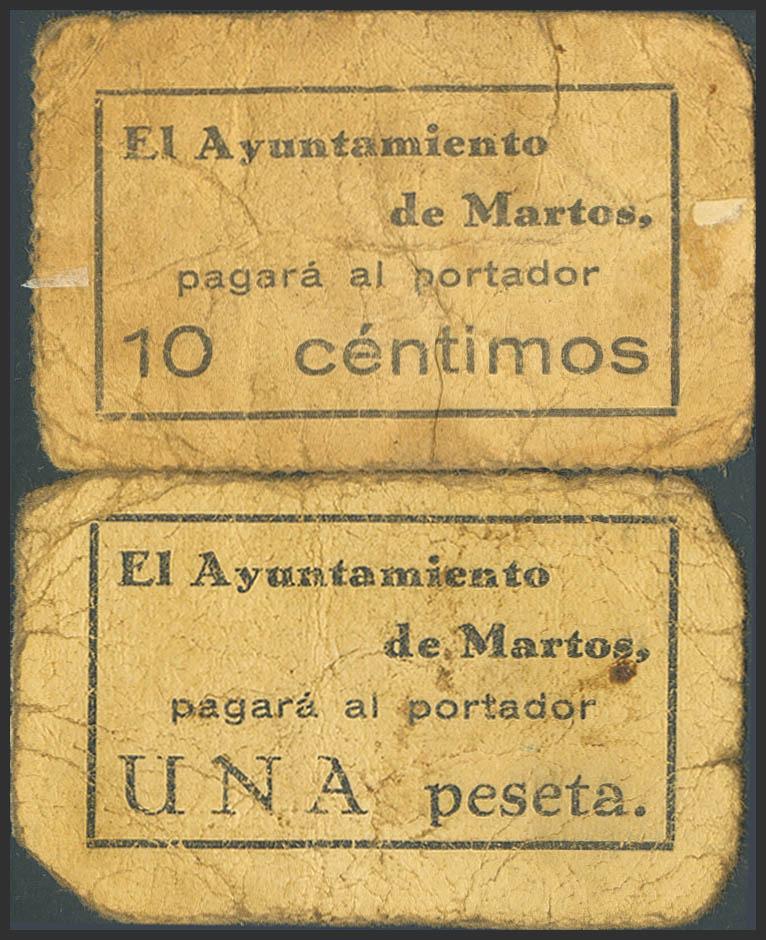 El Ayuntamiento
de Martos,
pagará al portador
10 céntimos
El Ayuntamiento
de Martos,
pagará al portador
UNA peseta.